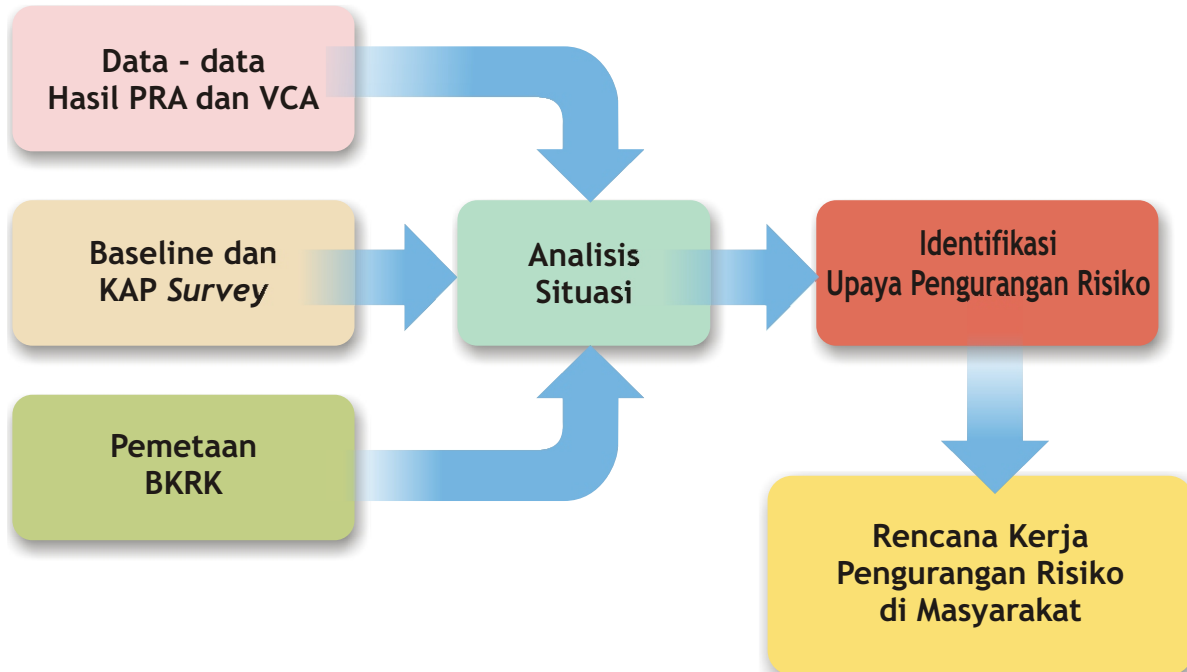 Data - data
Hasil PRA dan VCA
Baseline dan
KAP Survey
Pemetaan
BKRK
Analisis
Situasi
Identifikasi
Upaya Pengurangan Risiko
Rencana Kerja
Pengurangan Risiko
di Masyarakat